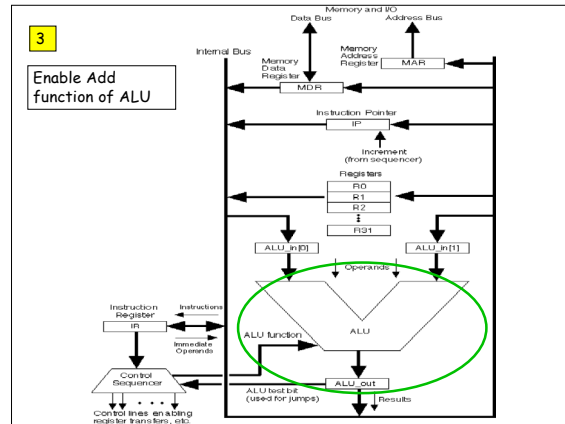 3
Enable Add
function of ALU
Memory and I/O
Data Bus
Address Bus
Internal Bus
Memory
Data
Register
MDR
Memory
Address
Register
MAR
Instruction Pointer
IP
Increment
(from sequencer)
Registers
R0
R1
R2
R31
ALU_in[0]
ALU_in[1]
Operands
Instruction
Register
IR
Instructions
Immediate
Operands
ALU function
ALU
Control
Sequencer
ALU test bit
(used for jumps)
ALU_out
Results
Control lines enabling
register transfers, etc.